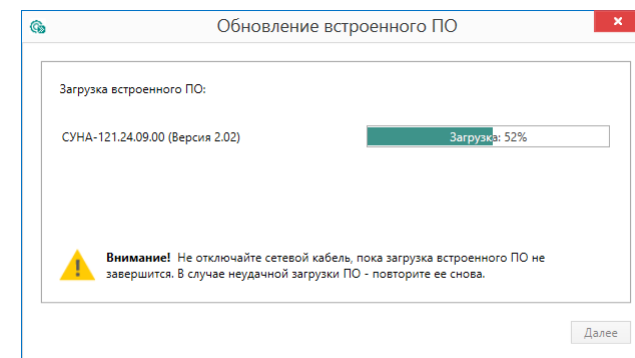 Обновление встроенного ПО
Загрузка встроенного ПО:
СУНА-121.24.09.00 (Версия 2.02)
Загрузка: 52%
Внимание! Не отключайте сетевой кабель, пока загрузка встроенного ПО не
завершится. В случае неудачной загрузки ПО - повторите ее снова.
Далее